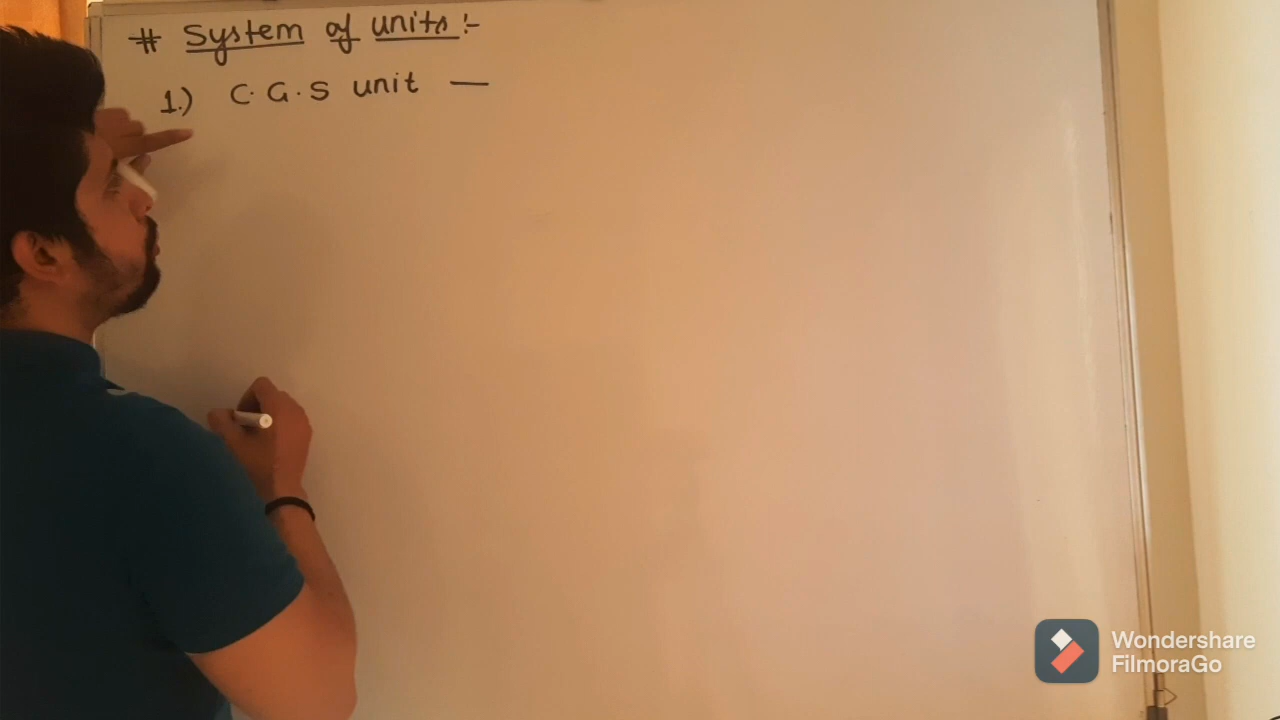 # System of units :-
1.) C.G.S unit —
Wondershare
FilmoraGo